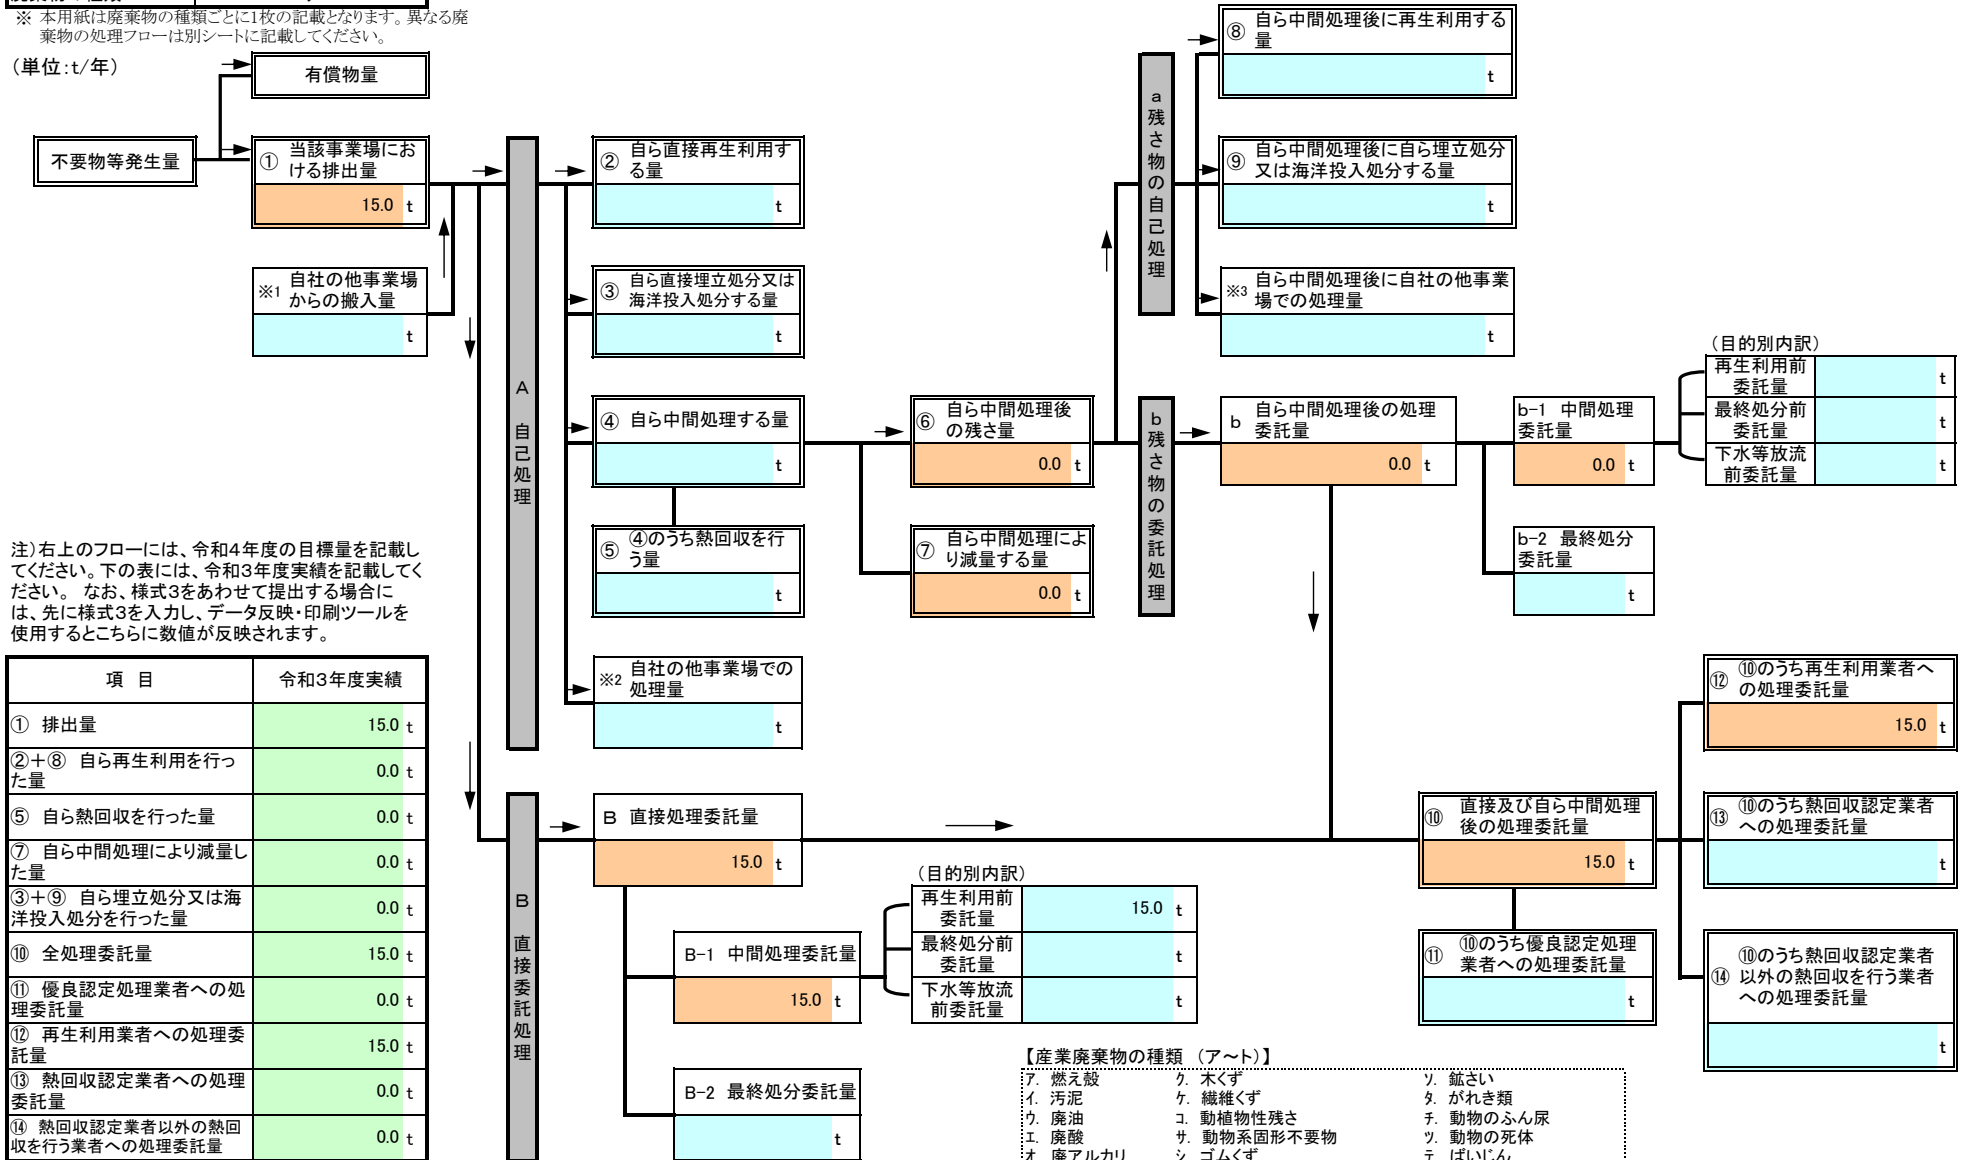 ※ 本用紙は廃棄物の種類ごとに1枚の記載となります。異なる廃
棄物の処理フローは別シートに記載してください。
（単位：t/年）
有償物量
不要物等発生量
① 当該事業場にお
ける排出量
15.0 t
※1 自社の他事業場
からの搬入量
t
A 自己処理
② 自ら直接再生利用す
る量
t
③ 自ら直接埋立処分又は
海洋投入処分する量
t
④ 自ら中間処理する量
t
⑤ ④のうち熱回収を行
う量
t
※2 自社の他事業場での
処理量
t
⑥ 自ら中間処理後
の残さ量
0.0 t
⑦ 自ら中間処理によ
り減量する量
0.0 t
a 残さ物の自己処理
⑧ 自ら中間処理後に再生利用する
量
t
⑨ 自ら中間処理後に自ら埋立処分
又は海洋投入処分する量
t
※3 自ら中間処理後に自社の他事業
場での処理量
t
b 残さ物の委託処理
b 自ら中間処理後の処理
委託量
0.0 t
b-1 中間処理
委託量
0.0 t
（目的別内訳）
再生利用前
委託量
t
最終処分前
委託量
t
下水等放流
前委託量
t
b-2 最終処分
委託量
t
注）右上のフローには、令和４年度の目標量を記載し
てください。下の表には、令和３年度実績を記載してく
ださい。 なお、様式３をあわせて提出する場合に
は、先に様式３を入力し、データ反映・印刷ツールを
使用するとこちらに数値が反映されます。
項 目 令和３年度実績
① 排出量 15.0 t
②＋⑧ 自ら再生利用を行っ
た量
0.0 t
⑤ 自ら熱回収を行った量 0.0 t
⑦ 自ら中間処理により減量し
た量
0.0 t
③＋⑨ 自ら埋立処分又は海
洋投入処分を行った量
0.0 t
⑩ 全処理委託量 15.0 t
⑪ 優良認定処理業者への処
理委託量
0.0 t
⑫ 再生利用業者への処理委
託量
15.0 t
⑬ 熱回収認定業者への処理
委託量
0.0 t
⑭ 熱回収認定業者以外の熱回
収を行う業者への処理委託量
0.0 t
B 直接委託処理
B 直接処理委託量
15.0 t
B-1 中間処理委託量
15.0 t
（目的別内訳）
再生利用前
委託量
15.0 t
最終処分前
委託量
t
下水等放流
前委託量
t
B-2 最終処分委託量
t
⑩ 直接及び自ら中間処理
後の処理委託量
15.0 t
⑪ ⑩のうち優良認定処理
業者への処理委託量
t
⑫ ⑩のうち再生利用業者へ
の処理委託量
15.0 t
⑬ ⑩のうち熱回収認定業者
への処理委託量
t
⑭ ⑩のうち熱回収認定業者
以外の熱回収を行う業者
への処理委託量
t
【産業廃棄物の種類 （ア～ト）】
ア. 燃え殻 ク. 木くず ソ. 鉱さい
イ. 汚泥 ケ. 繊維くず タ. がれき類
ウ. 廃油 コ. 動植物性残さ チ. 動物のふん尿
エ. 廃酸 サ. 動物系固形不要物 ツ. 動物の死体
オ. 廃アルカリ シ. ゴムくず テ. ばいじん